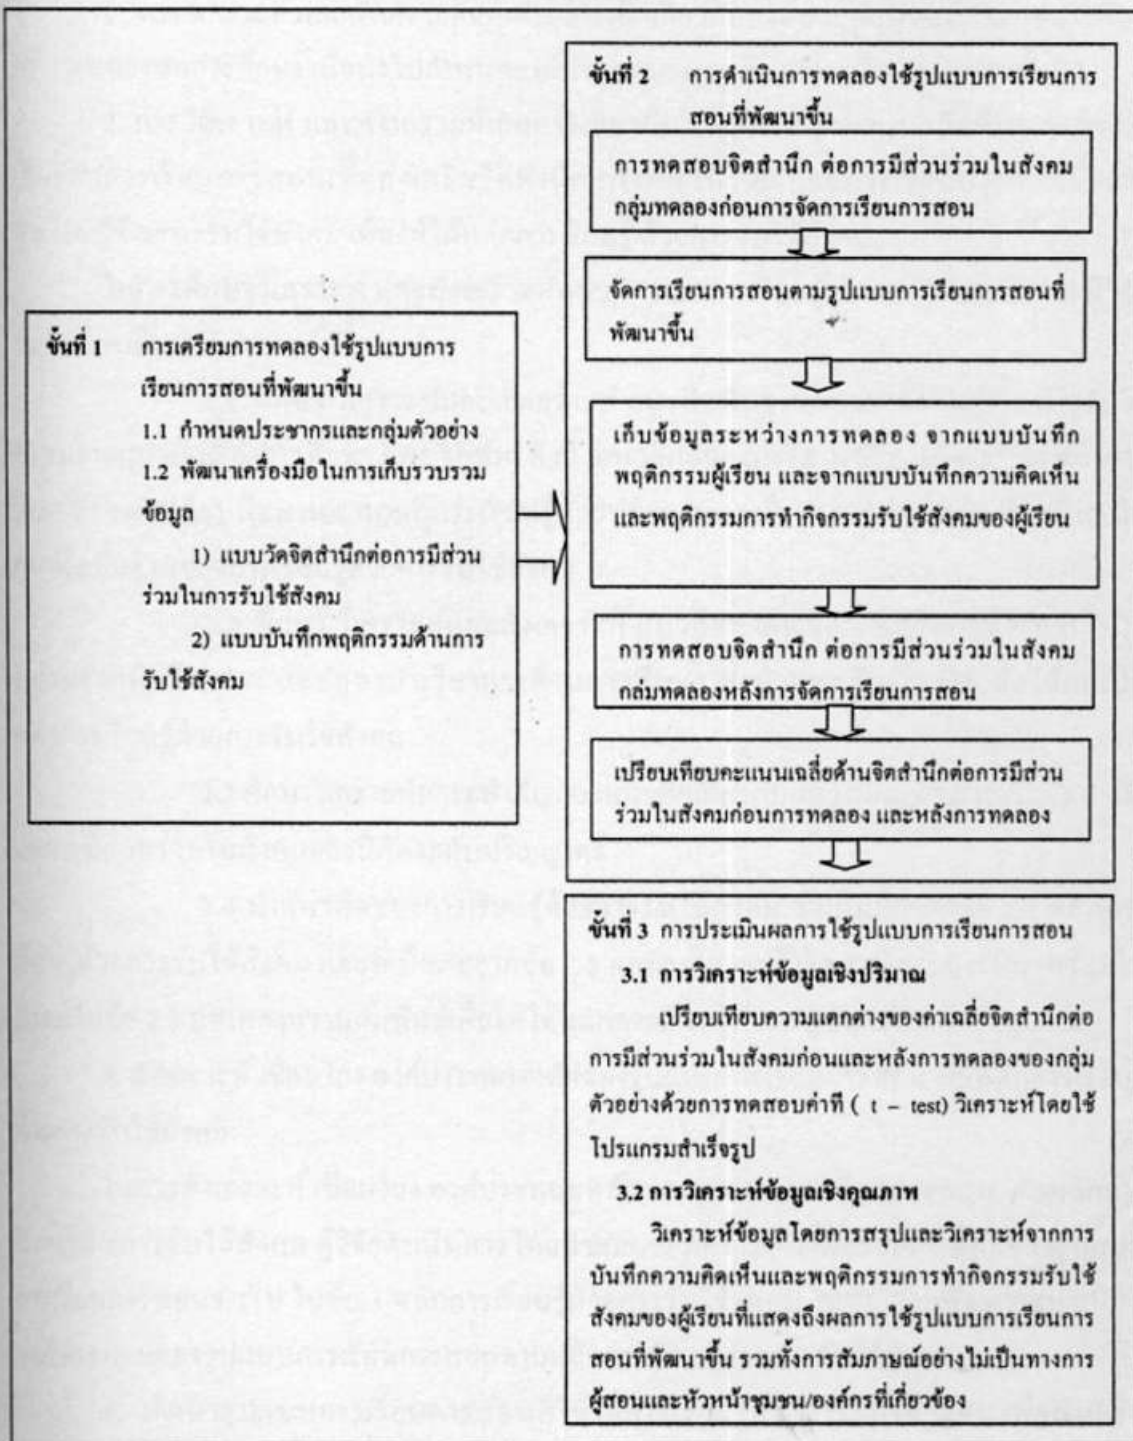 ขั้นที่ 1 การเตรียมการทดลองใช้รูปแบบการ
เรียนการสอนที่พัฒนาขึ้น
1.1 กำหนดประชากรและกลุ่มตัวอย่าง
1.2 พัฒนาเครื่องมือในการเก็บรวบรวม
ข้อมูล
1) แบบวัดจิตสำนึกต่อการมีส่วน
ร่วมในการรับใช้สังคม
2) แบบบันทึกพฤติกรรมด้านการ
รับใช้สังคม
ขั้นที่ 2 การดำเนินการทดลองใช้รูปแบบการเรียนการ
สอนที่พัฒนาขึ้น
การทดสอบจิตสำนึก ต่อการมีส่วนร่วมในสังคม
กลุ่มทดลองก่อนการจัดการเรียนการสอน
จัดการเรียนการสอนตามรูปแบบการเรียนการสอนที่
พัฒนาขึ้น
เก็บข้อมูลระหว่างการทดลอง จากแบบบันทึก
พฤติกรรมผู้เรียน และจากแบบบันทึกความคิดเห็น
และพฤติกรรมการทำกิจกรรมรับใช้สังคมของผู้เรียน
การทดสอบจิตสำนึก ต่อการมีส่วนร่วมในสังคม
กลุ่มทดลองหลังการจัดการเรียนการสอน
เปรียบเทียบคะแนนเฉลี่ยด้านจิตสำนึกต่อการมีส่วน
ร่วมในสังคมก่อนการทดลอง และหลังการทดลอง
ขั้นที่ 3 การประเมินผลการใช้รูปแบบการเรียนการสอน
3.1 การวิเคราะห์ข้อมูลเชิงปริมาณ
เปรียบเทียบความแตกต่างของค่าเฉลี่ยจิตสำนึกต่อ
การมีส่วนร่วมในสังคมก่อนและหลังการทดลองของกลุ่ม
ตัวอย่างด้วยการทดสอบค่าที ( t – test) วิเคราะห์โดยใช้
โปรแกรมสำเร็จรูป
3.2 การวิเคราะห์ข้อมูลเชิงคุณภาพ
วิเคราะห์ข้อมูลโดยการสรุปและวิเคราะห์จากการ
บันทึกความคิดเห็นและพฤติกรรมการทำกิจกรรมรับใช้
สังคมของผู้เรียนที่แสดงถึงผลการใช้รูปแบบการเรียนการ
สอนที่พัฒนาขึ้น รวมทั้งการสัมภาษณ์อย่างไม่เป็นทางการ
ผู้สอนและหัวหน้าชุมชน/องค์กรที่เกี่ยวข้อง